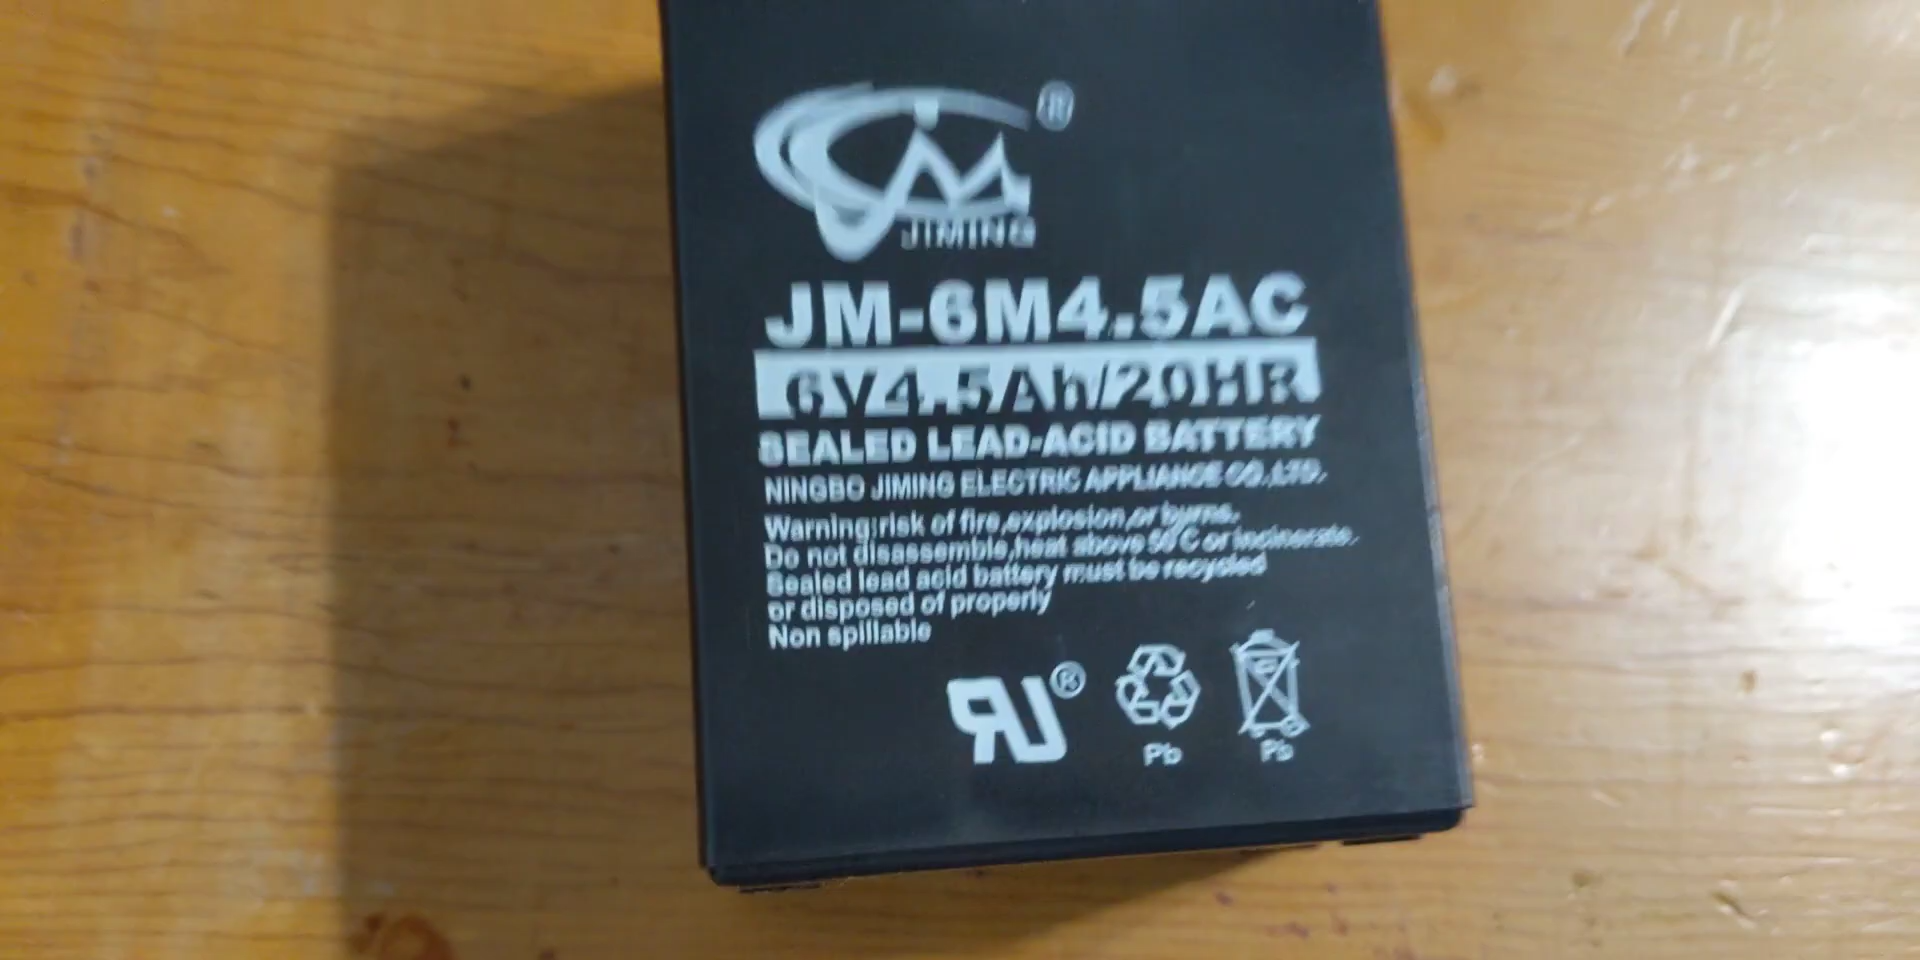 ®
JIMING
JM-6M4.5AC
6V4.5Ah/20HR
SEALED LEAD-ACID BATTERY
NINGBO JIMING ELECTRIC APPLIANCE CO.,LTD.
Warning:risk of fire,explosion,or burns.
Do not disassemble,heat above 50°C or incinerate.
Sealed lead acid battery must be recycled
or disposed of properly
Non spillable
RU®
Pb
Pb